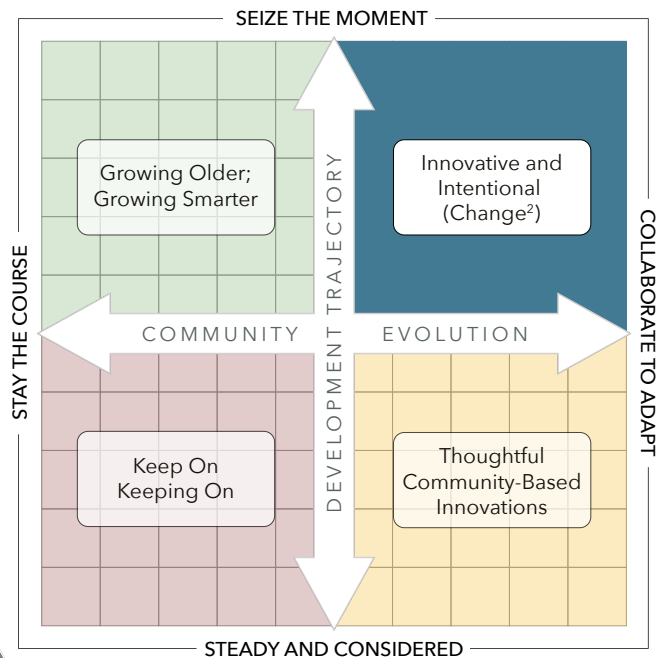 SEIZE THE MOMENT
Growing Older;
Growing Smarter
Innovative and
Intentional
(Change²)
STAY THE COURSE
COMMUNITY EVOLUTION
DEVELOPMENT TRAJECTORY
COLLABORATE TO ADAPT
Keep On
Keeping On
Thoughtful
Community-Based
Innovations
STEADY AND CONSIDERED